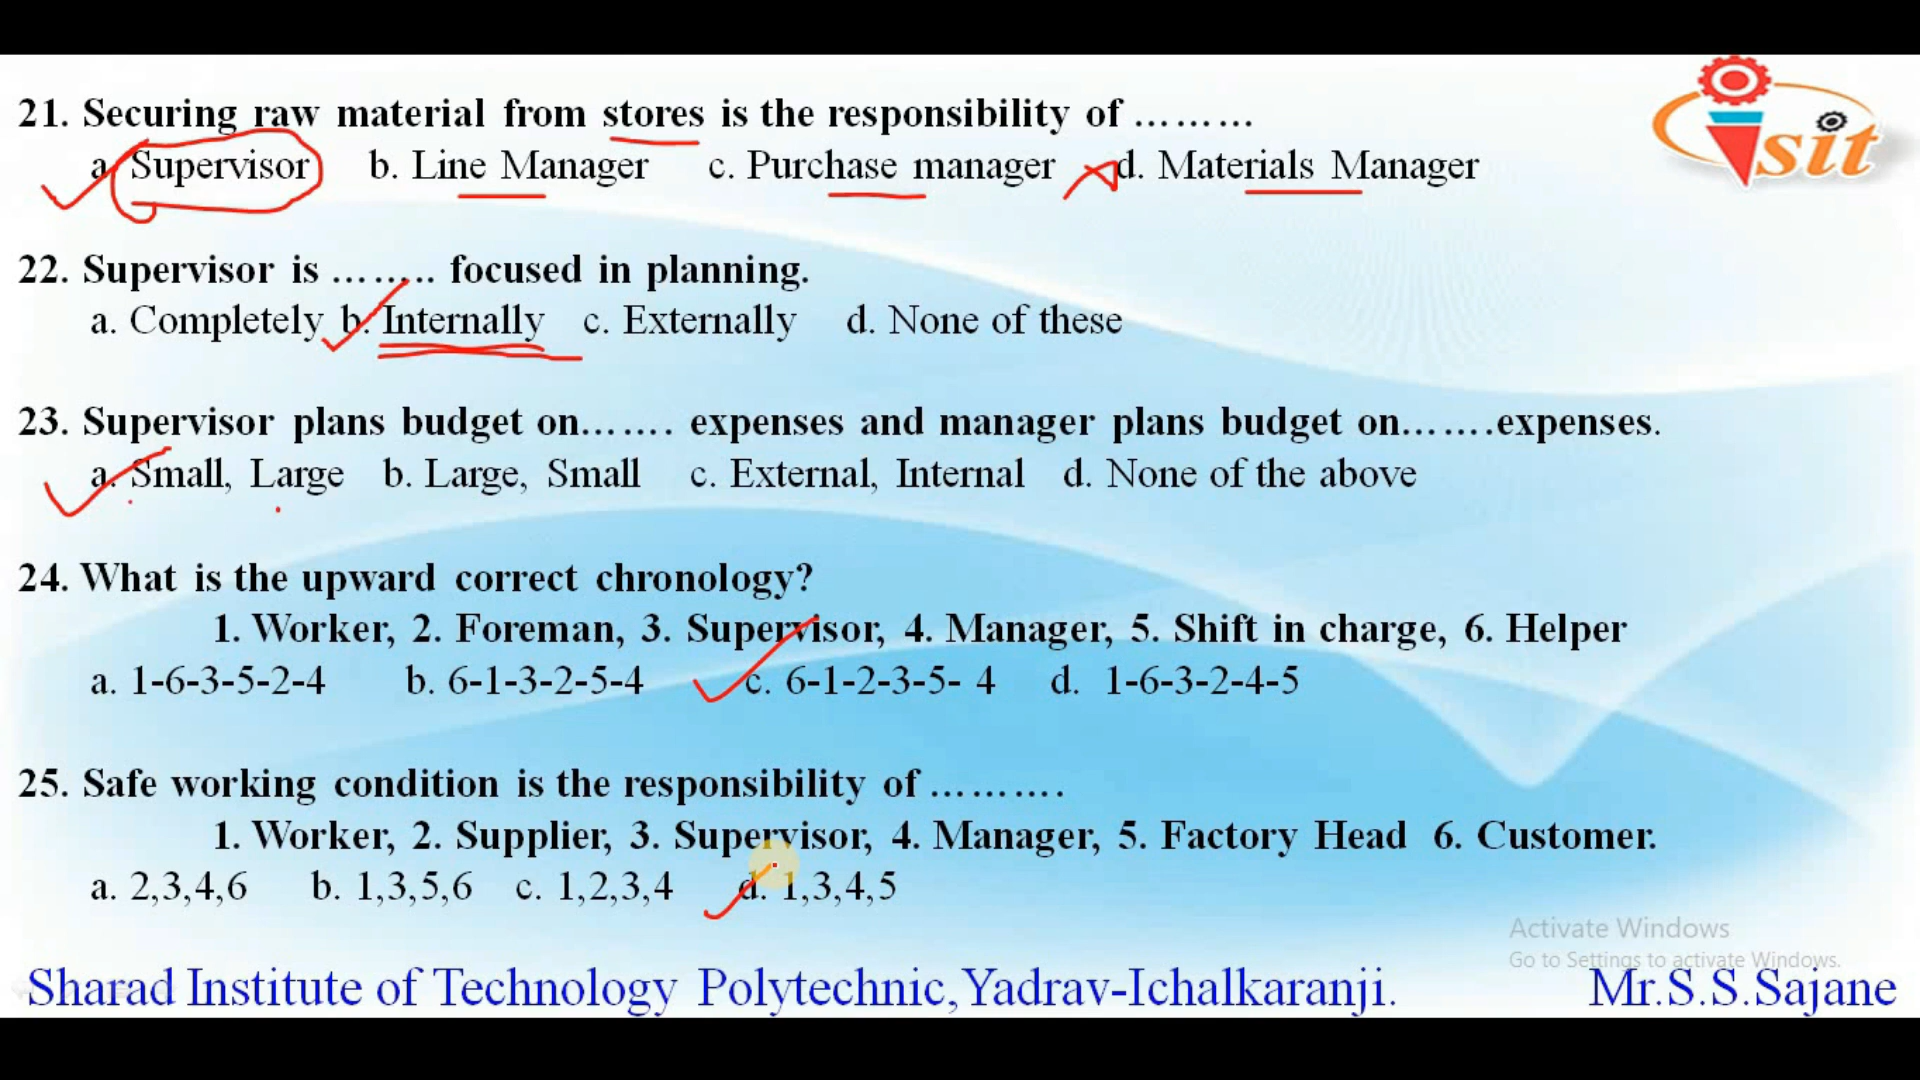 21. Securing raw material from stores is the responsibility of ………
a. Supervisor b. Line Manager c. Purchase manager d. Materials Manager
sit
22. Supervisor is …….. focused in planning.
a. Completely b. Internally c. Externally d. None of these
23. Supervisor plans budget on……. expenses and manager plans budget on…….expenses.
a. Small, Large b. Large, Small c. External, Internal d. None of the above
24. What is the upward correct chronology?
1. Worker, 2. Foreman, 3. Supervisor, 4. Manager, 5. Shift in charge, 6. Helper
a. 1-6-3-5-2-4 b. 6-1-3-2-5-4 c. 6-1-2-3-5- 4 d. 1-6-3-2-4-5
25. Safe working condition is the responsibility of ……….
1. Worker, 2. Supplier, 3. Supervisor, 4. Manager, 5. Factory Head 6. Customer.
a. 2,3,4,6 b. 1,3,5,6 c. 1,2,3,4 d. 1,3,4,5
Activate Windows
Go to Settings to activate Windows.
Sharad Institute of Technology Polytechnic, Yadrav-Ichalkaranji. Mr.S.S.Sajane